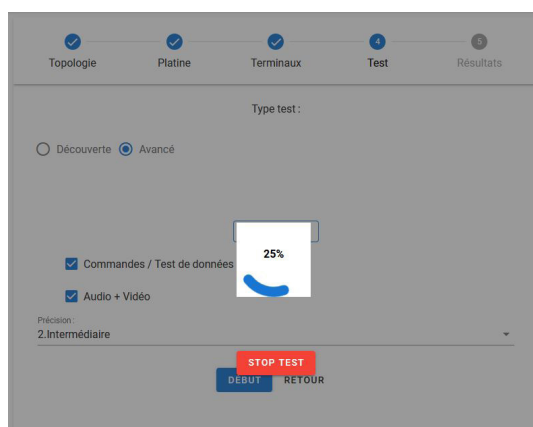 4
5
Topologie
Platine
Terminaux
Test
Résultats
Type test :
Découverte
Avancé
25%
Commandes / Test de données
Audio + Vidéo
Précision :
2.Intermédiaire
STOP TEST
DÉBUT
RETOUR